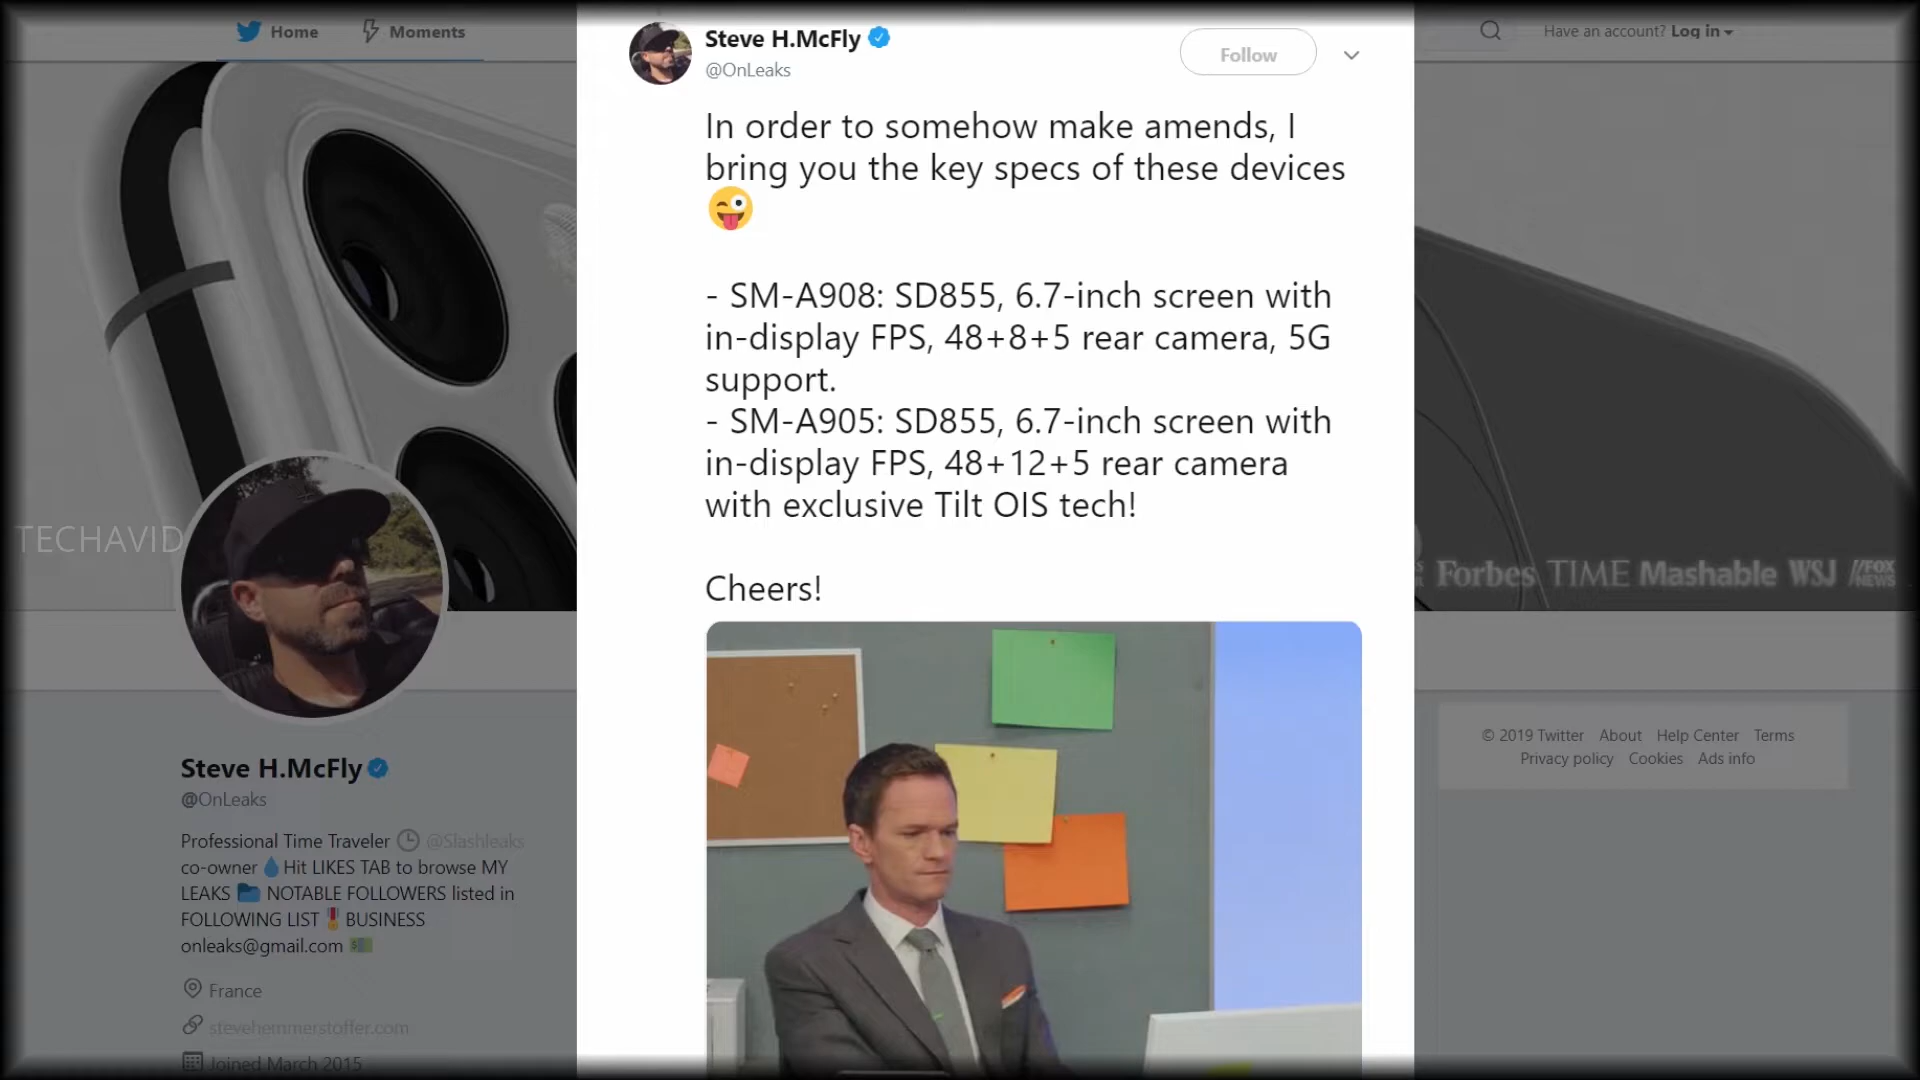 Home Moments
Have an account? Log in
Steve H.McFly
@OnLeaks
Follow
In order to somehow make amends, I
bring you the key specs of these devices
- SM-A908: SD855, 6.7-inch screen with
in-display FPS, 48+8+5 rear camera, 5G
support.
- SM-A905: SD855, 6.7-inch screen with
in-display FPS, 48+12+5 rear camera
with exclusive Tilt OIS tech!
Cheers!
TECHAVID
Forbes TIME Mashable WSJ FOX
NEWS
Steve H.McFly
@OnLeaks
Professional Time Traveler @Slashleaks
co-owner Hit LIKES TAB to browse MY
LEAKS NOTABLE FOLLOWERS listed in
FOLLOWING LIST BUSINESS
onleaks@gmail.com
France
stevehemmerstoffer.com
Joined March 2015
© 2019 Twitter About Help Center Terms
Privacy policy Cookies Ads info